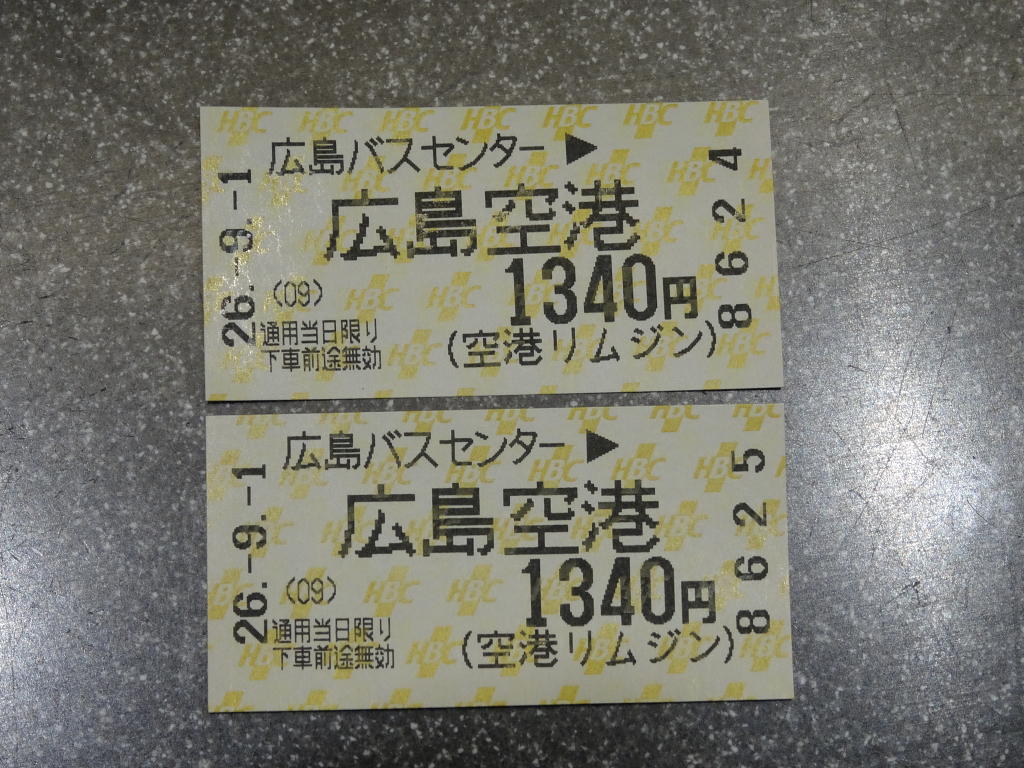 広島バスセンター ▶
広島空港
1340円
(09)
通用当日限り
下車前途無効
(空港リムジン)
26.-9.-1
8624
広島バスセンター ▶
広島空港
1340円
(09)
通用当日限り
下車前途無効
(空港リムジン)
26.-9.-1
8625
HBC